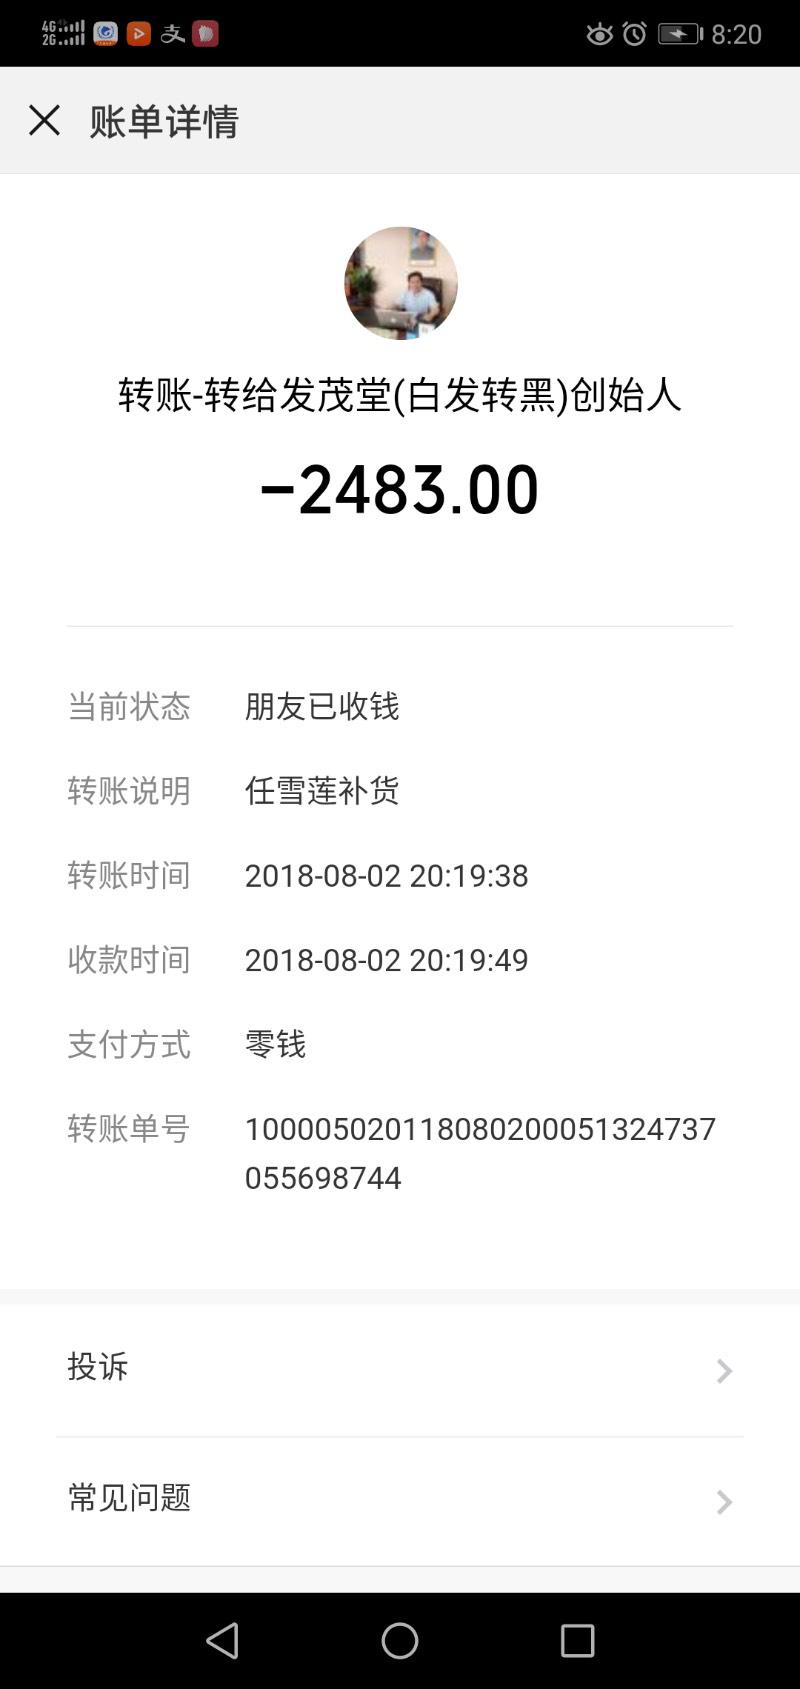 4G
2G
支
8:20
账单详情
转账-转给发茂堂(白发转黑)创始人
-2483.00
当前状态 朋友已收钱
转账说明 任雪莲补货
转账时间 2018-08-02 20:19:38
收款时间 2018-08-02 20:19:49
支付方式 零钱
转账单号 100005020118080200051324737
055698744
投诉
常见问题